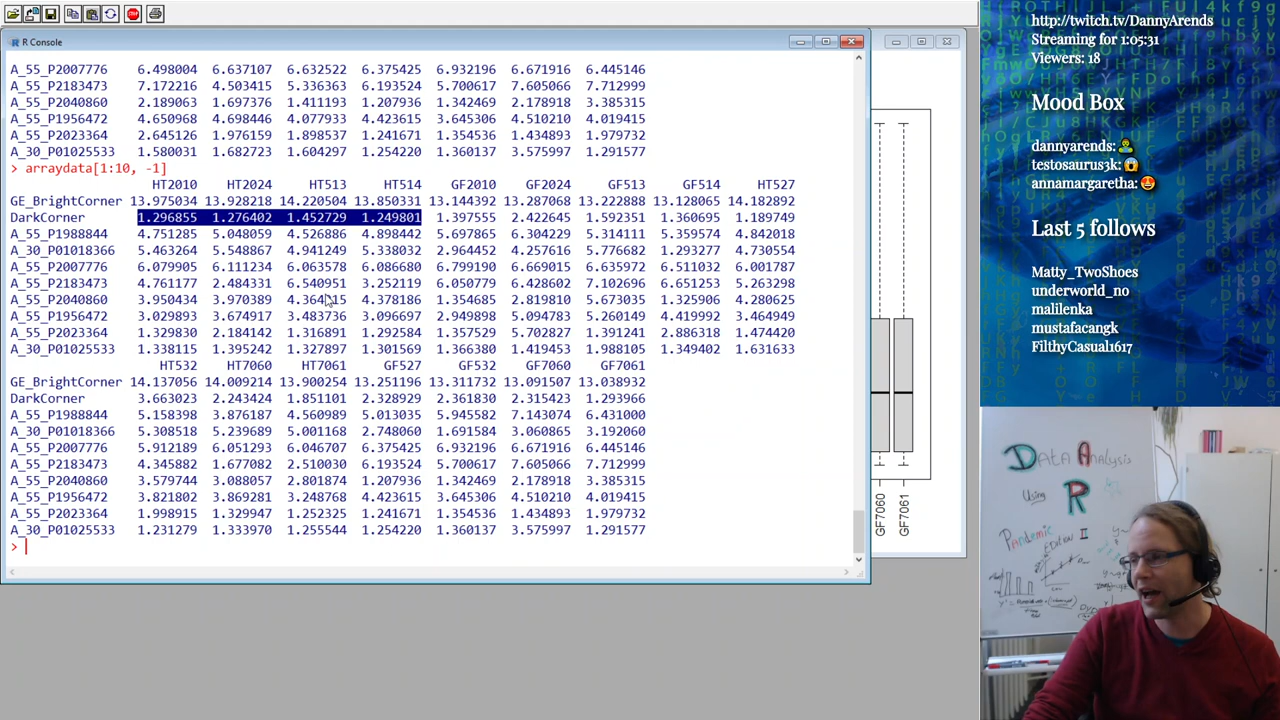 R Console
A_55_P2007776 6.498004 6.637107 6.632522 6.375425 6.932196 6.671916 6.445146
A_55_P2183473 7.172216 4.503415 5.336363 6.193524 5.700617 7.605066 7.712999
A_55_P2040860 2.189063 1.697376 1.411193 1.207936 1.342469 2.178918 3.385315
A_55_P1956472 4.650968 4.698446 4.077933 4.423615 3.645306 4.510210 4.019415
A_55_P2023364 2.645126 1.976159 1.898537 1.241671 1.354536 1.434893 1.979732
A_30_P01025533 1.580031 1.682723 1.604297 1.254220 1.360137 3.575997 1.291577
> arraydata[1:10, -1]
HT2010 HT2024 HT513 HT514 GF2010 GF2024 GF513 GF514 HT527
GE_BrightCorner 13.975034 13.928218 14.220504 13.850331 13.144392 13.287068 13.222888 13.128065 14.182892
DarkCorner 1.296855 1.276402 1.452729 1.249801 1.397555 2.422645 1.592351 1.360695 1.189749
A_55_P1988844 4.751285 5.048059 4.526886 4.898442 5.697865 6.304229 5.314111 5.359574 4.842018
A_30_P01018366 5.463264 5.548867 4.941249 5.338032 2.964452 4.257616 5.776682 1.293277 4.730554
A_55_P2007776 6.079905 6.111234 6.063578 6.086680 6.799190 6.669015 6.635972 6.511032 6.001787
A_55_P2183473 4.761177 2.484331 6.540951 3.252119 6.050779 6.428602 7.102696 6.651253 5.263298
A_55_P2040860 3.950434 3.970389 4.378186 1.354685 2.819810 5.673035 1.325906 4.280625
A_55_P1956472 3.029893 3.674917 3.483736 3.096697 2.949898 5.094783 5.260149 4.419992 3.464949
A_55_P2023364 1.329830 2.184142 1.316891 1.292584 1.357529 5.702827 1.391241 2.886318 1.474420
A_30_P01025533 1.338115 1.395242 1.327897 1.301569 1.366380 1.419453 1.988105 1.349402 1.631633
HT532 HT7060 HT7061 GF527 GF532 GF7060 GF7061
GE_BrightCorner 14.137056 14.009214 13.900254 13.251196 13.311732 13.091507 13.038932
DarkCorner 3.663023 2.243424 1.851101 2.328929 2.361830 2.315423 1.293966
A_55_P1988844 5.158398 3.876187 4.560989 5.013035 5.945582 7.143074 6.431000
A_30_P01018366 5.308518 5.239689 5.001168 2.748060 1.691584 3.060865 3.192060
A_55_P2007776 5.912189 6.051293 6.046707 6.375425 6.932196 6.671916 6.445146
A_55_P2183473 4.345882 1.677082 2.510030 6.193524 5.700617 7.605066 7.712999
A_55_P2040860 3.579744 3.088057 2.801874 1.207936 1.342469 2.178918 3.385315
A_55_P1956472 3.821802 3.869281 3.248768 4.423615 3.645306 4.510210 4.019415
A_55_P2023364 1.998915 1.329547 1.252325 1.241671 1.354536 1.434893 1.979732
A_30_P01025533 1.231279 1.333970 1.255544 1.254220 1.360137 3.575997 1.291577
>
GF7060
GF7061
http://twitch.tv/DannyArends
Streaming for 1:05:31
Viewers: 18
Mood Box
dannyarends:
testosaurus3k:
annamargaretha:
Last 5 follows
Matty_TwoShoes
underworld_no
malilenka
mustafacangk
FilthyCasual1617
Data Analysis
Using
R
Pandemic
Edition II